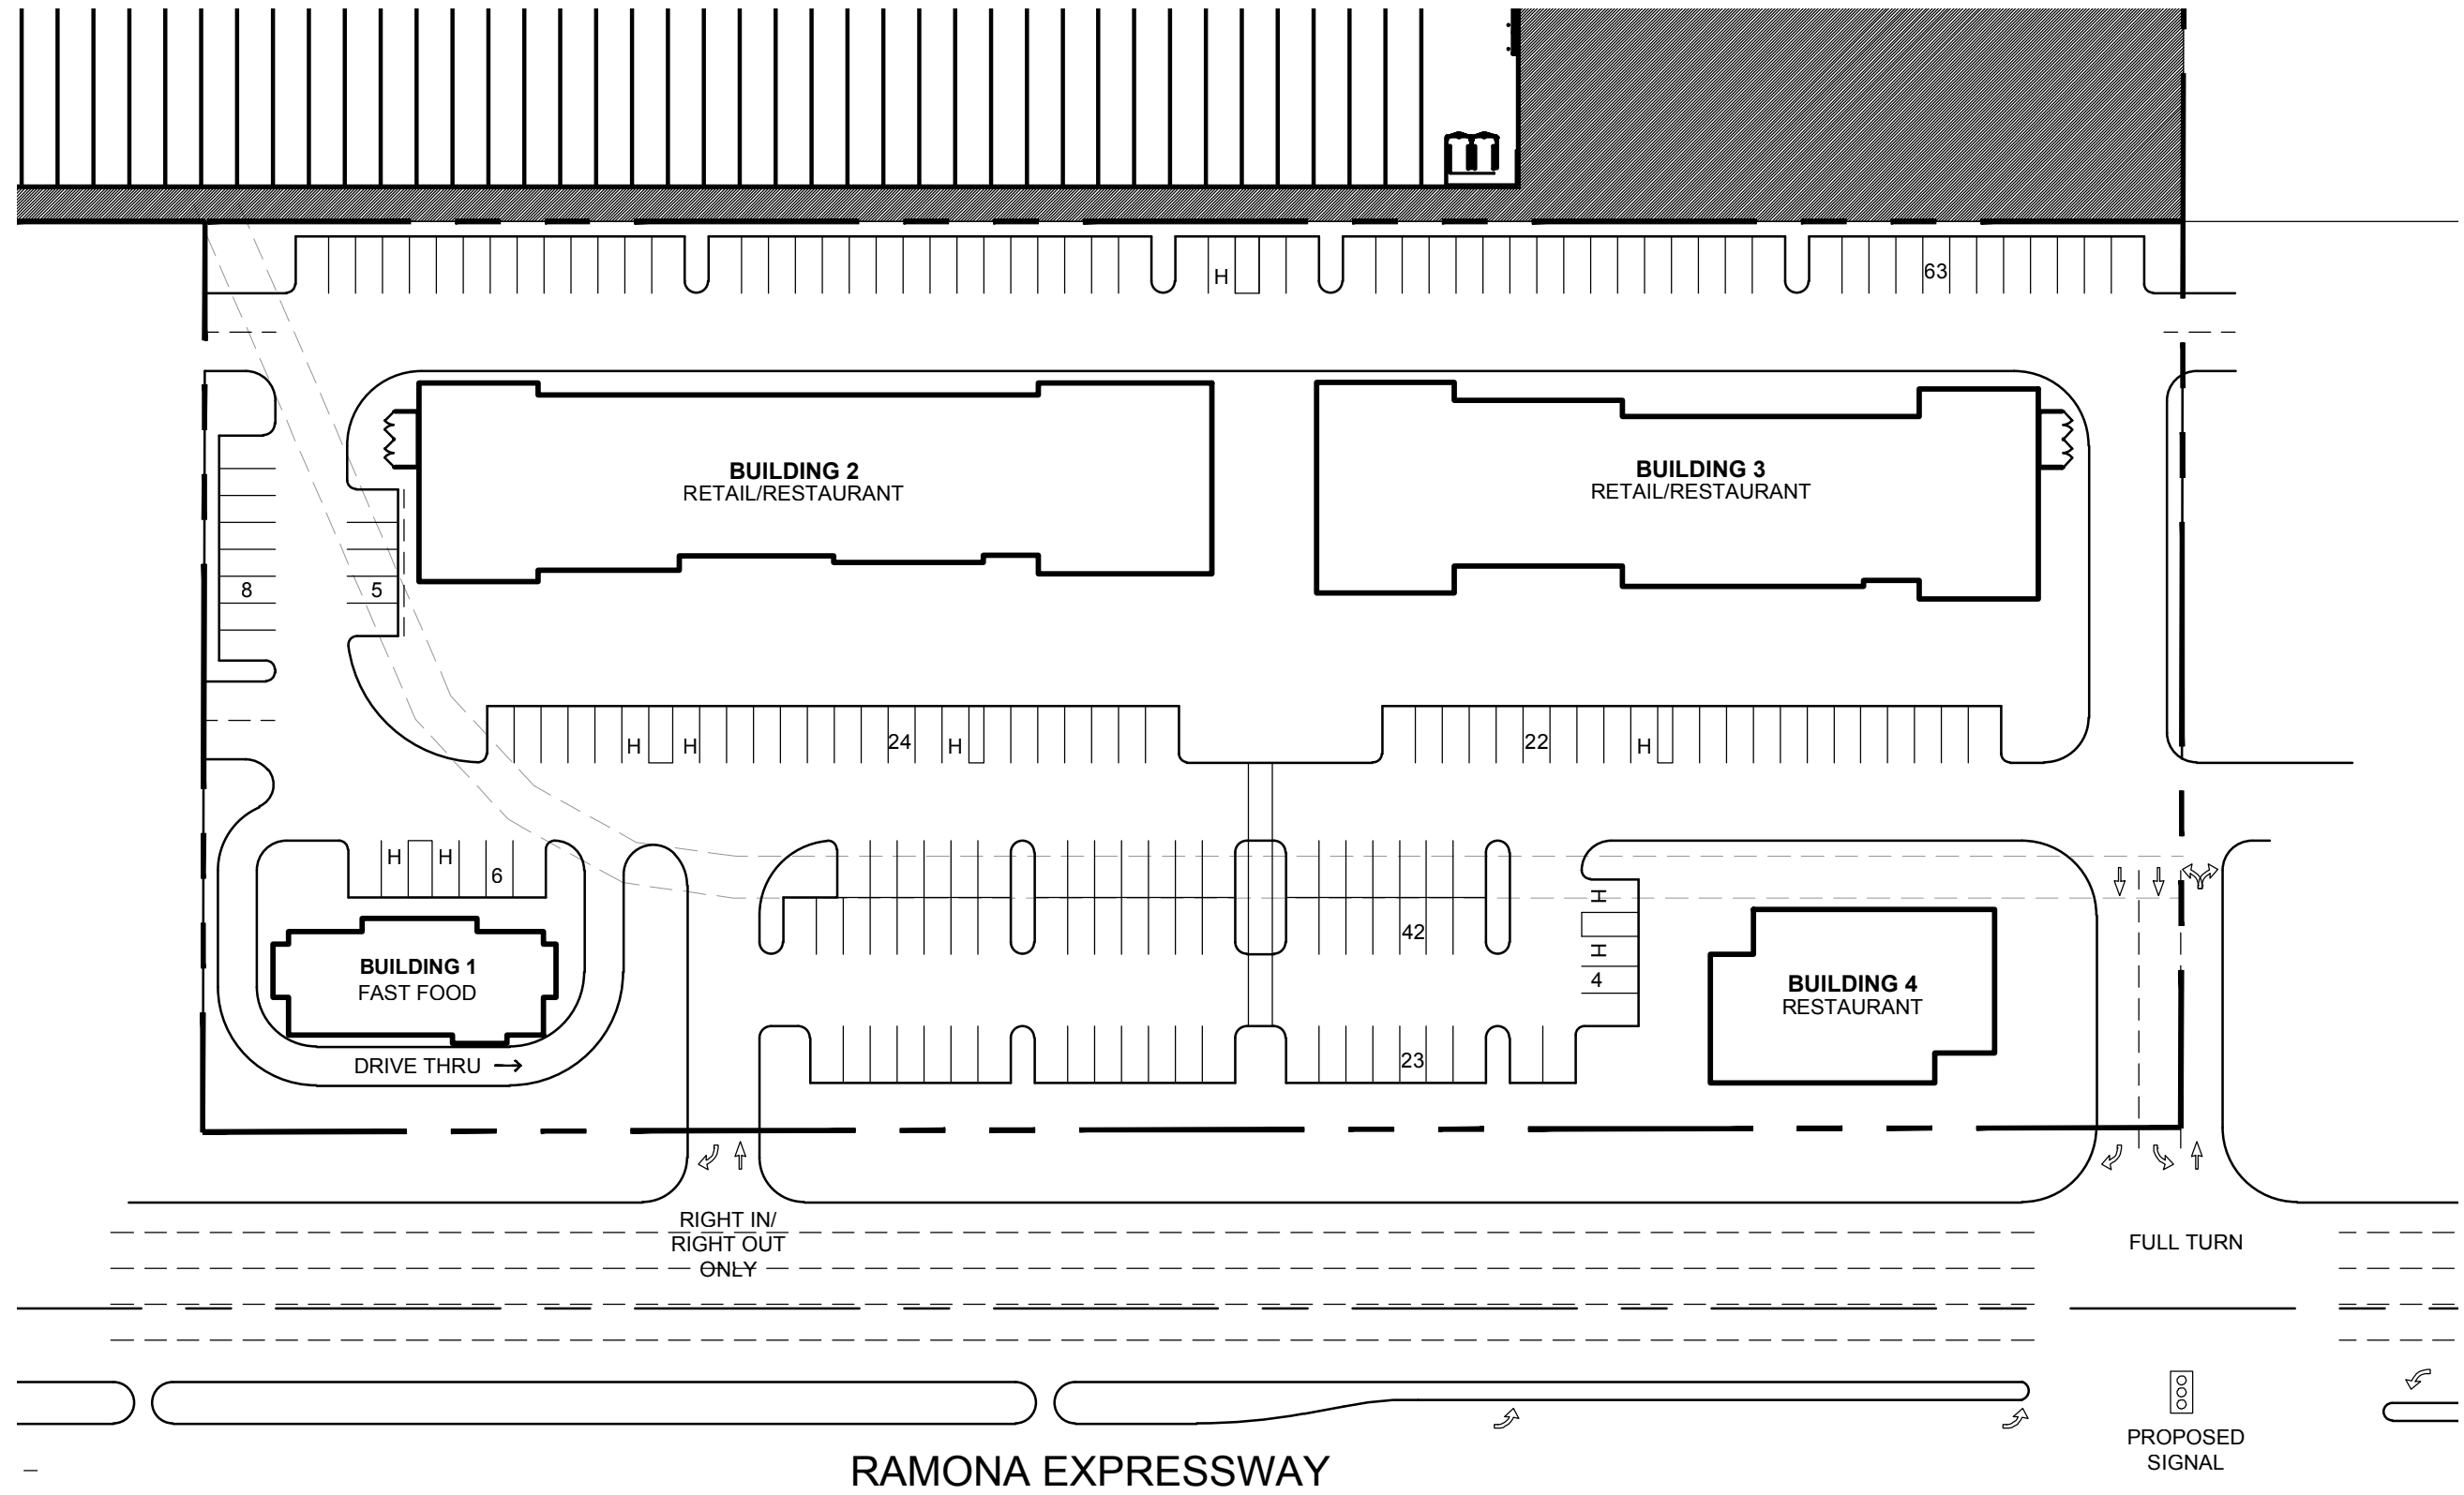 H
63
BUILDING 2
RETAIL/RESTAURANT
BUILDING 3
RETAIL/RESTAURANT
8
5
H
H
24
H
22
H
H
H
6
H
42
H
4
BUILDING 1
FAST FOOD
BUILDING 4
RESTAURANT
DRIVE THRU
23
RIGHT IN/
RIGHT OUT
ONLY
FULL TURN
PROPOSED
SIGNAL
RAMONA EXPRESSWAY